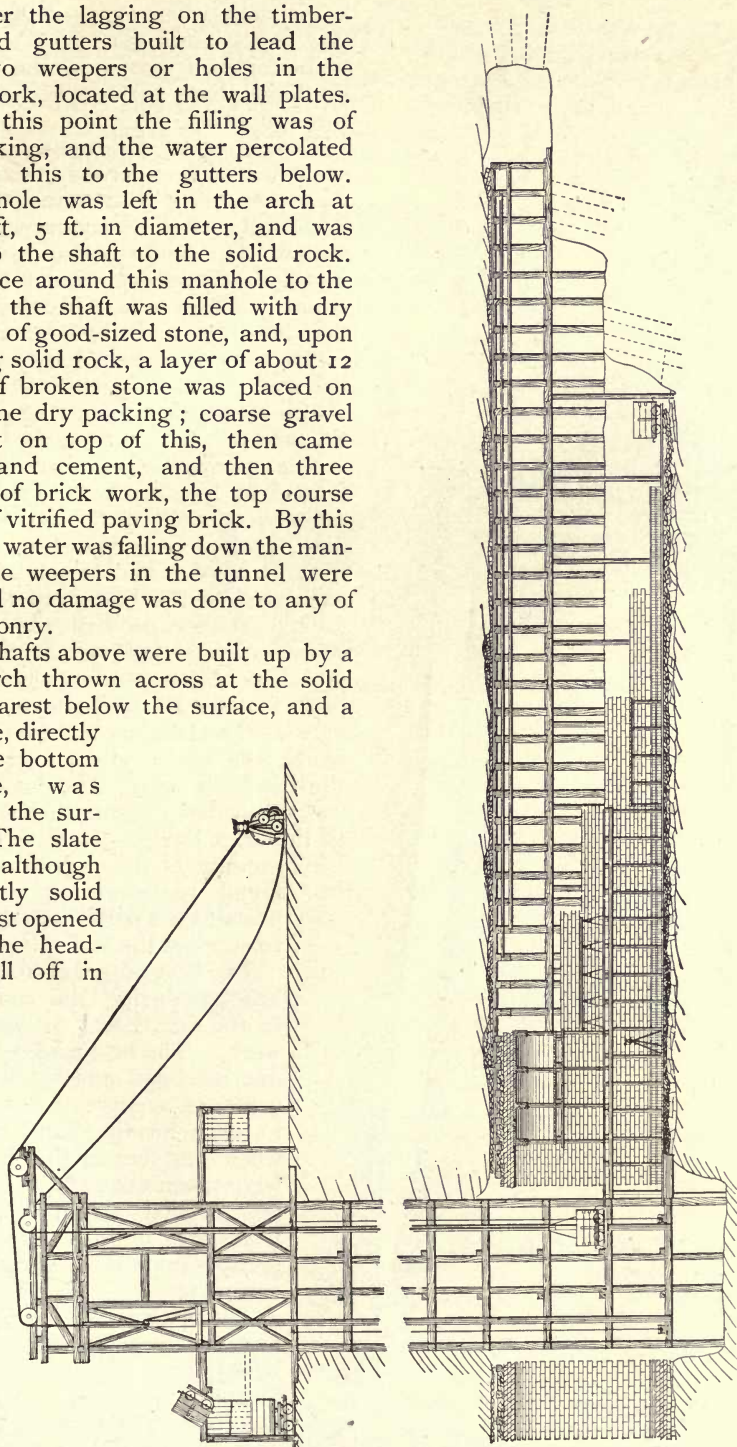 er the lagging on the timber-
d gutters built to lead the
vo weepers or holes in the
ork, located at the wall plates.
this point the filling was of
king, and the water percolated
this to the gutters below.
hole was left in the arch at
ft, 5 ft. in diameter, and was
o the shaft to the solid rock.
ce around this manhole to the
the shaft was filled with dry
of good-sized stone, and, upon
g solid rock, a layer of about 12
f broken stone was placed on
he dry packing ; coarse gravel
t on top of this, then came
and cement, and then three
of brick work, the top course
f vitrified paving brick. By this
water was falling down the man-
e weepers in the tunnel were
d no damage was done to any of
onry.
hafts above were built up by a
rch thrown across at the solid
arest below the surface, and a
e, directly
e bottom
e, was
the sur-
The slate
although
tly solid
st opened
he head-
ll off in